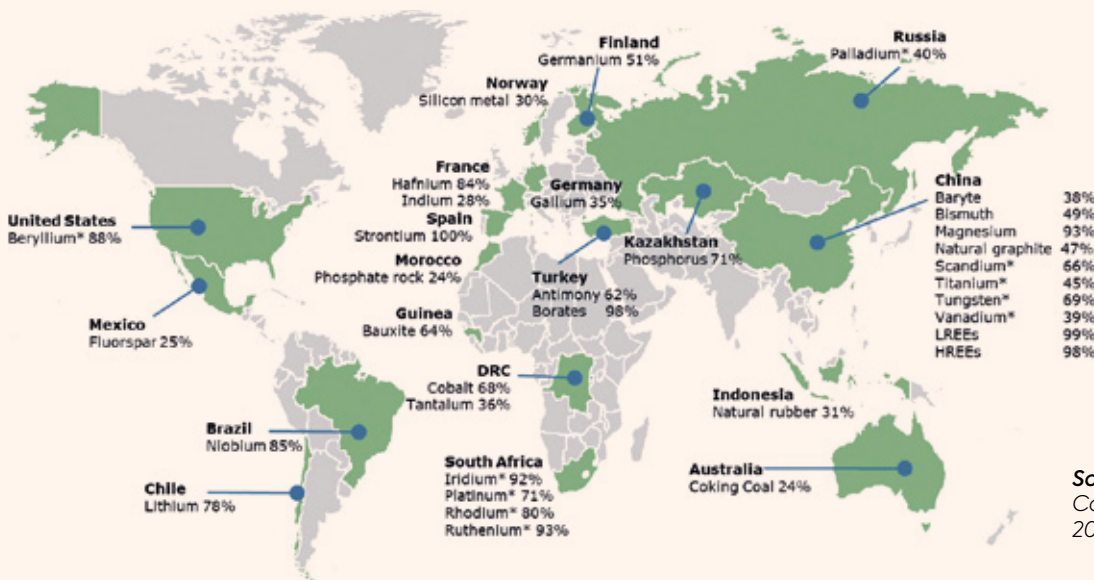 Finland
Germanium 51%
Russia
Palladium* 40%
Norway
Silicon metal 30%
France
Hafnium 84%
Indium 28%
Germany
Gallium 35%
Spain
Strontium 100%
Morocco
Phosphate rock 24%
Kazakhstan
Phosphorus 71%
Turkey
Antimony 62%
Borates 98%
China
Baryte 38%
Bismuth 49%
Magnesium 93%
Natural graphite 47%
Scandium* 66%
Titanium* 45%
Tungsten* 69%
Vanadium* 39%
LREEs 99%
HREEs 98%
United States
Beryllium* 88%
Mexico
Fluorspar 25%
Guinea
Bauxite 64%
DRC
Cobalt 68%
Tantalum 36%
Indonesia
Natural rubber 31%
Brazil
Niobium 85%
Chile
Lithium 78%
South Africa
Iridium* 92%
Platinum* 71%
Rhodium* 80%
Ruthenium* 93%
Australia
Coking Coal 24%
So
Co
20